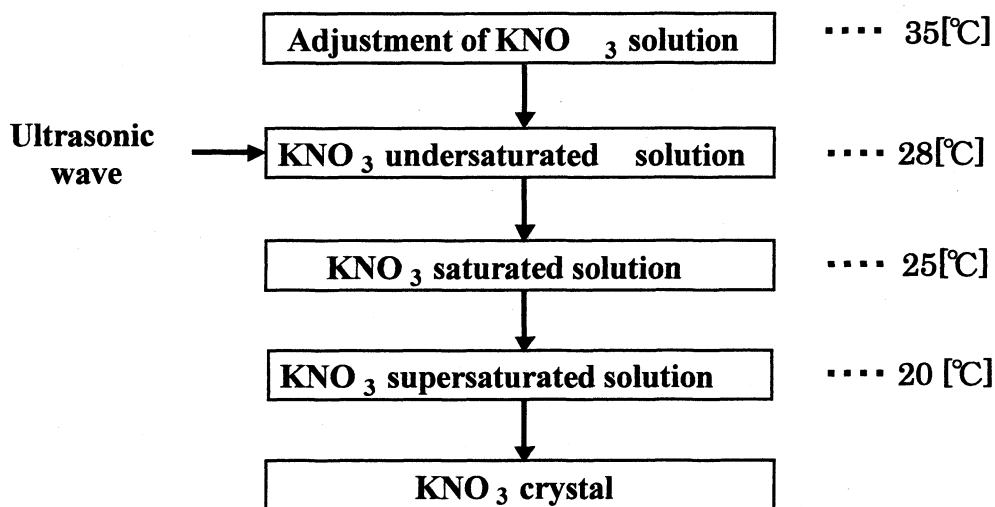 Adjustment of KNO 3 solution ···· 35[℃]
Ultrasonic
wave
KNO 3 undersaturated solution ···· 28[℃]
KNO 3 saturated solution ···· 25[℃]
KNO 3 supersaturated solution ···· 20 [℃]
KNO 3 crystal